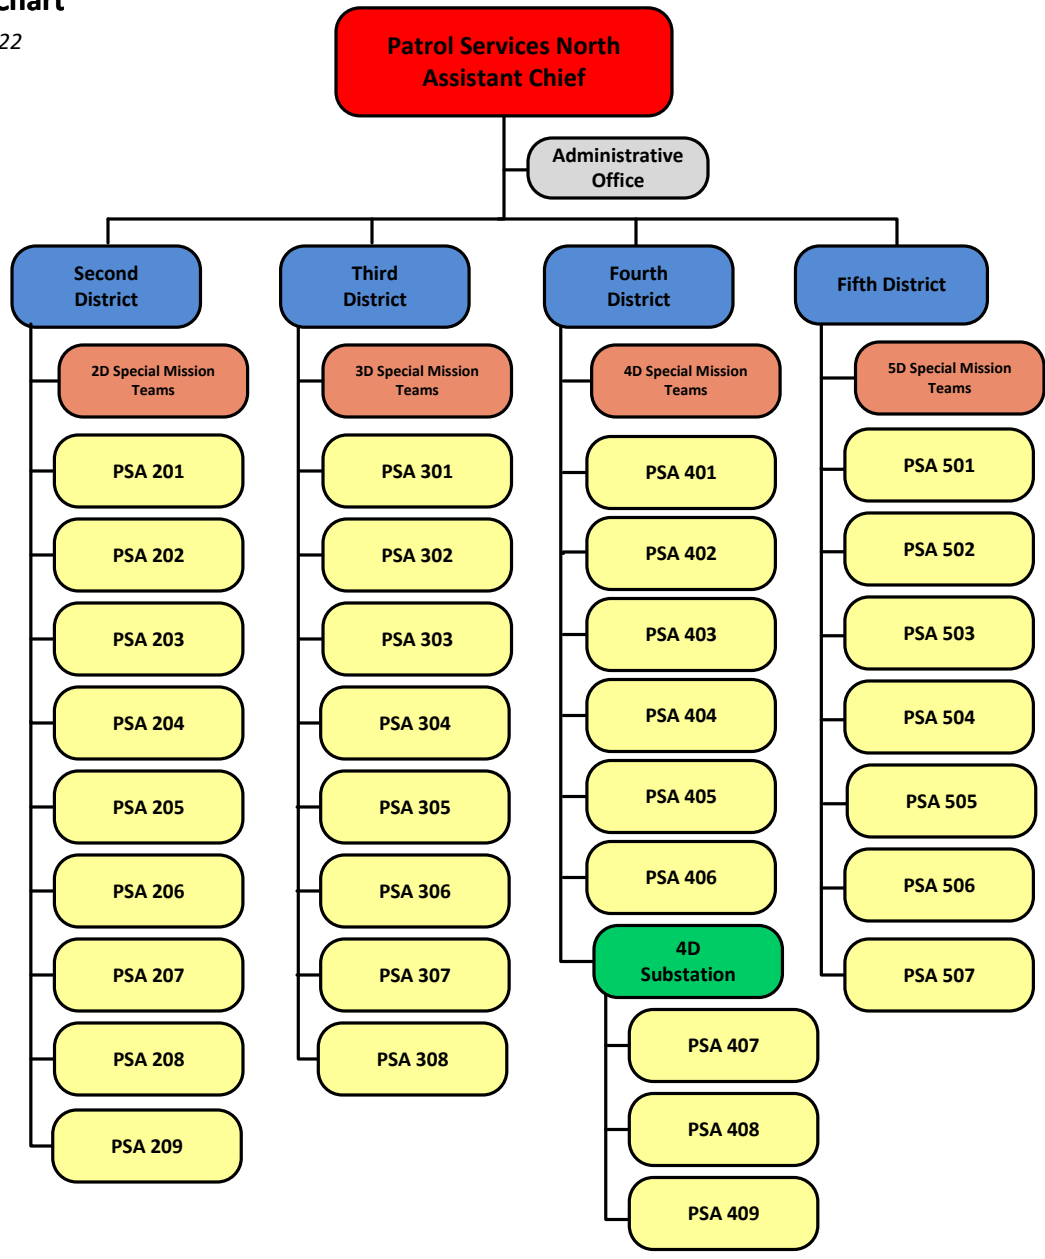 Chart
22
Patrol Services North
Assistant Chief
Administrative
Office
Second
District
Third
District
Fourth
District
Fifth District
2D Special Mission
Teams
3D Special Mission
Teams
4D Special Mission
Teams
5D Special Mission
Teams
PSA 201
PSA 202
PSA 203
PSA 204
PSA 205
PSA 206
PSA 207
PSA 208
PSA 209
PSA 301
PSA 302
PSA 303
PSA 304
PSA 305
PSA 306
PSA 307
PSA 308
PSA 401
PSA 402
PSA 403
PSA 404
PSA 405
PSA 406
4D
Substation
PSA 407
PSA 408
PSA 409
PSA 501
PSA 502
PSA 503
PSA 504
PSA 505
PSA 506
PSA 507